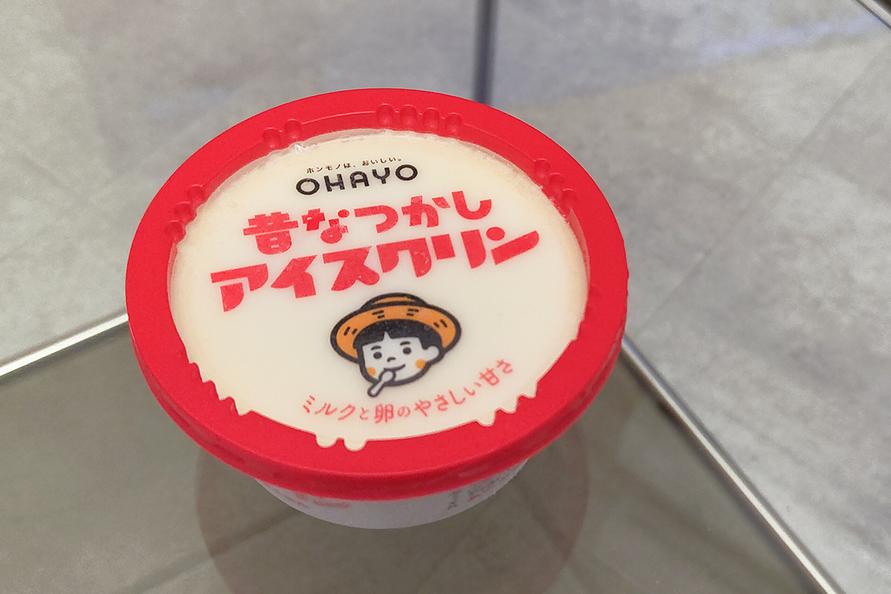 ホンモノは、おいしい。
OHAYO
昔なつかし
アイスクリン
ミルクと卵のやさしい甘さ